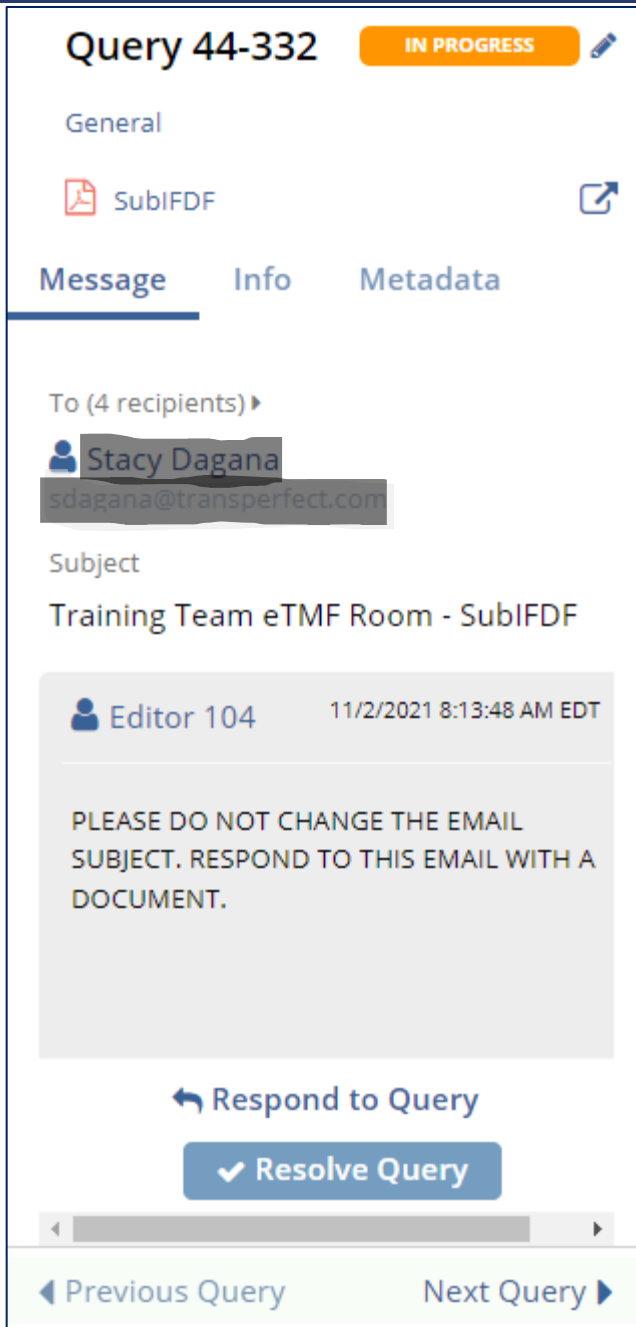 Query 44-332 IN PROGRESS
General
SubIFDF
Message Info Metadata
To (4 recipients)
Stacy Dagana
sdagana@transperfect.com
Subject
Training Team eTMF Room - SubIFDF
Editor 104 11/2/2021 8:13:48 AM EDT
PLEASE DO NOT CHANGE THE EMAIL
SUBJECT. RESPOND TO THIS EMAIL WITH A
DOCUMENT.
Respond to Query
Resolve Query
Previous Query Next Query